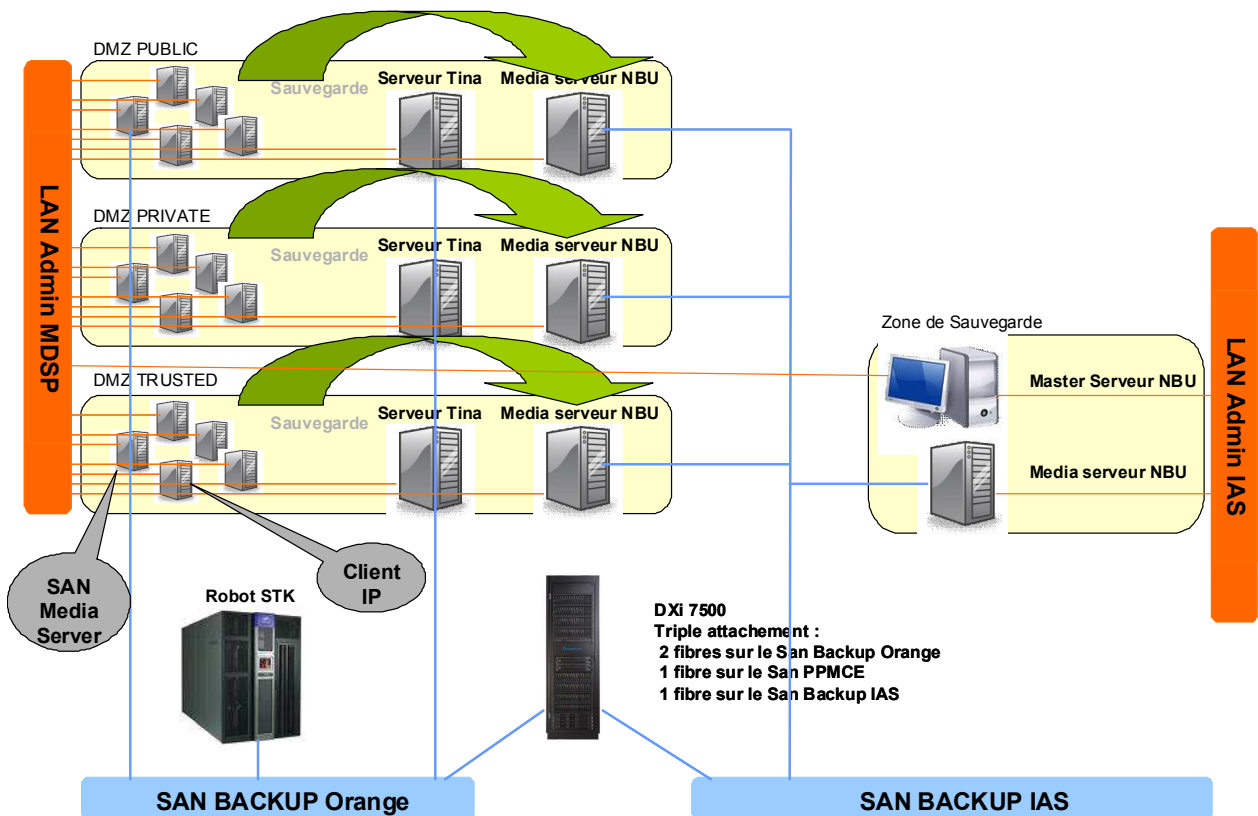 DMZ PUBLIC
Sauvegarde
Serveur Tina
Media serveur NBU
LAN Admin MDSP
DMZ PRIVATE
Sauvegarde
Serveur Tina
Media serveur NBU
Zone de Sauvegarde
Master Serveur NBU
Media serveur NBU
LAN Admin IAS
DMZ TRUSTED
Sauvegarde
Serveur Tina
Media serveur NBU
SAN
Media
Server
Client
IP
Robot STK
DXi 7500
Triple attachement :
2 fibres sur le San Backup Orange
1 fibre sur le San PPMCE
1 fibre sur le San Backup IAS
SAN BACKUP Orange
SAN BACKUP IAS